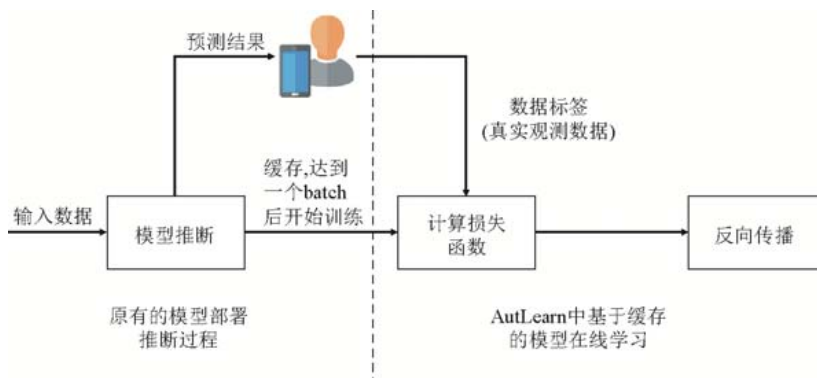 预测结果
数据标签
(真实观测数据)
缓存,达到
一个batch
后开始训练
输入数据
模型推断
计算损失
函数
反向传播
原有的模型部署
推断过程
AutLearn中基于缓存
的模型在线学习